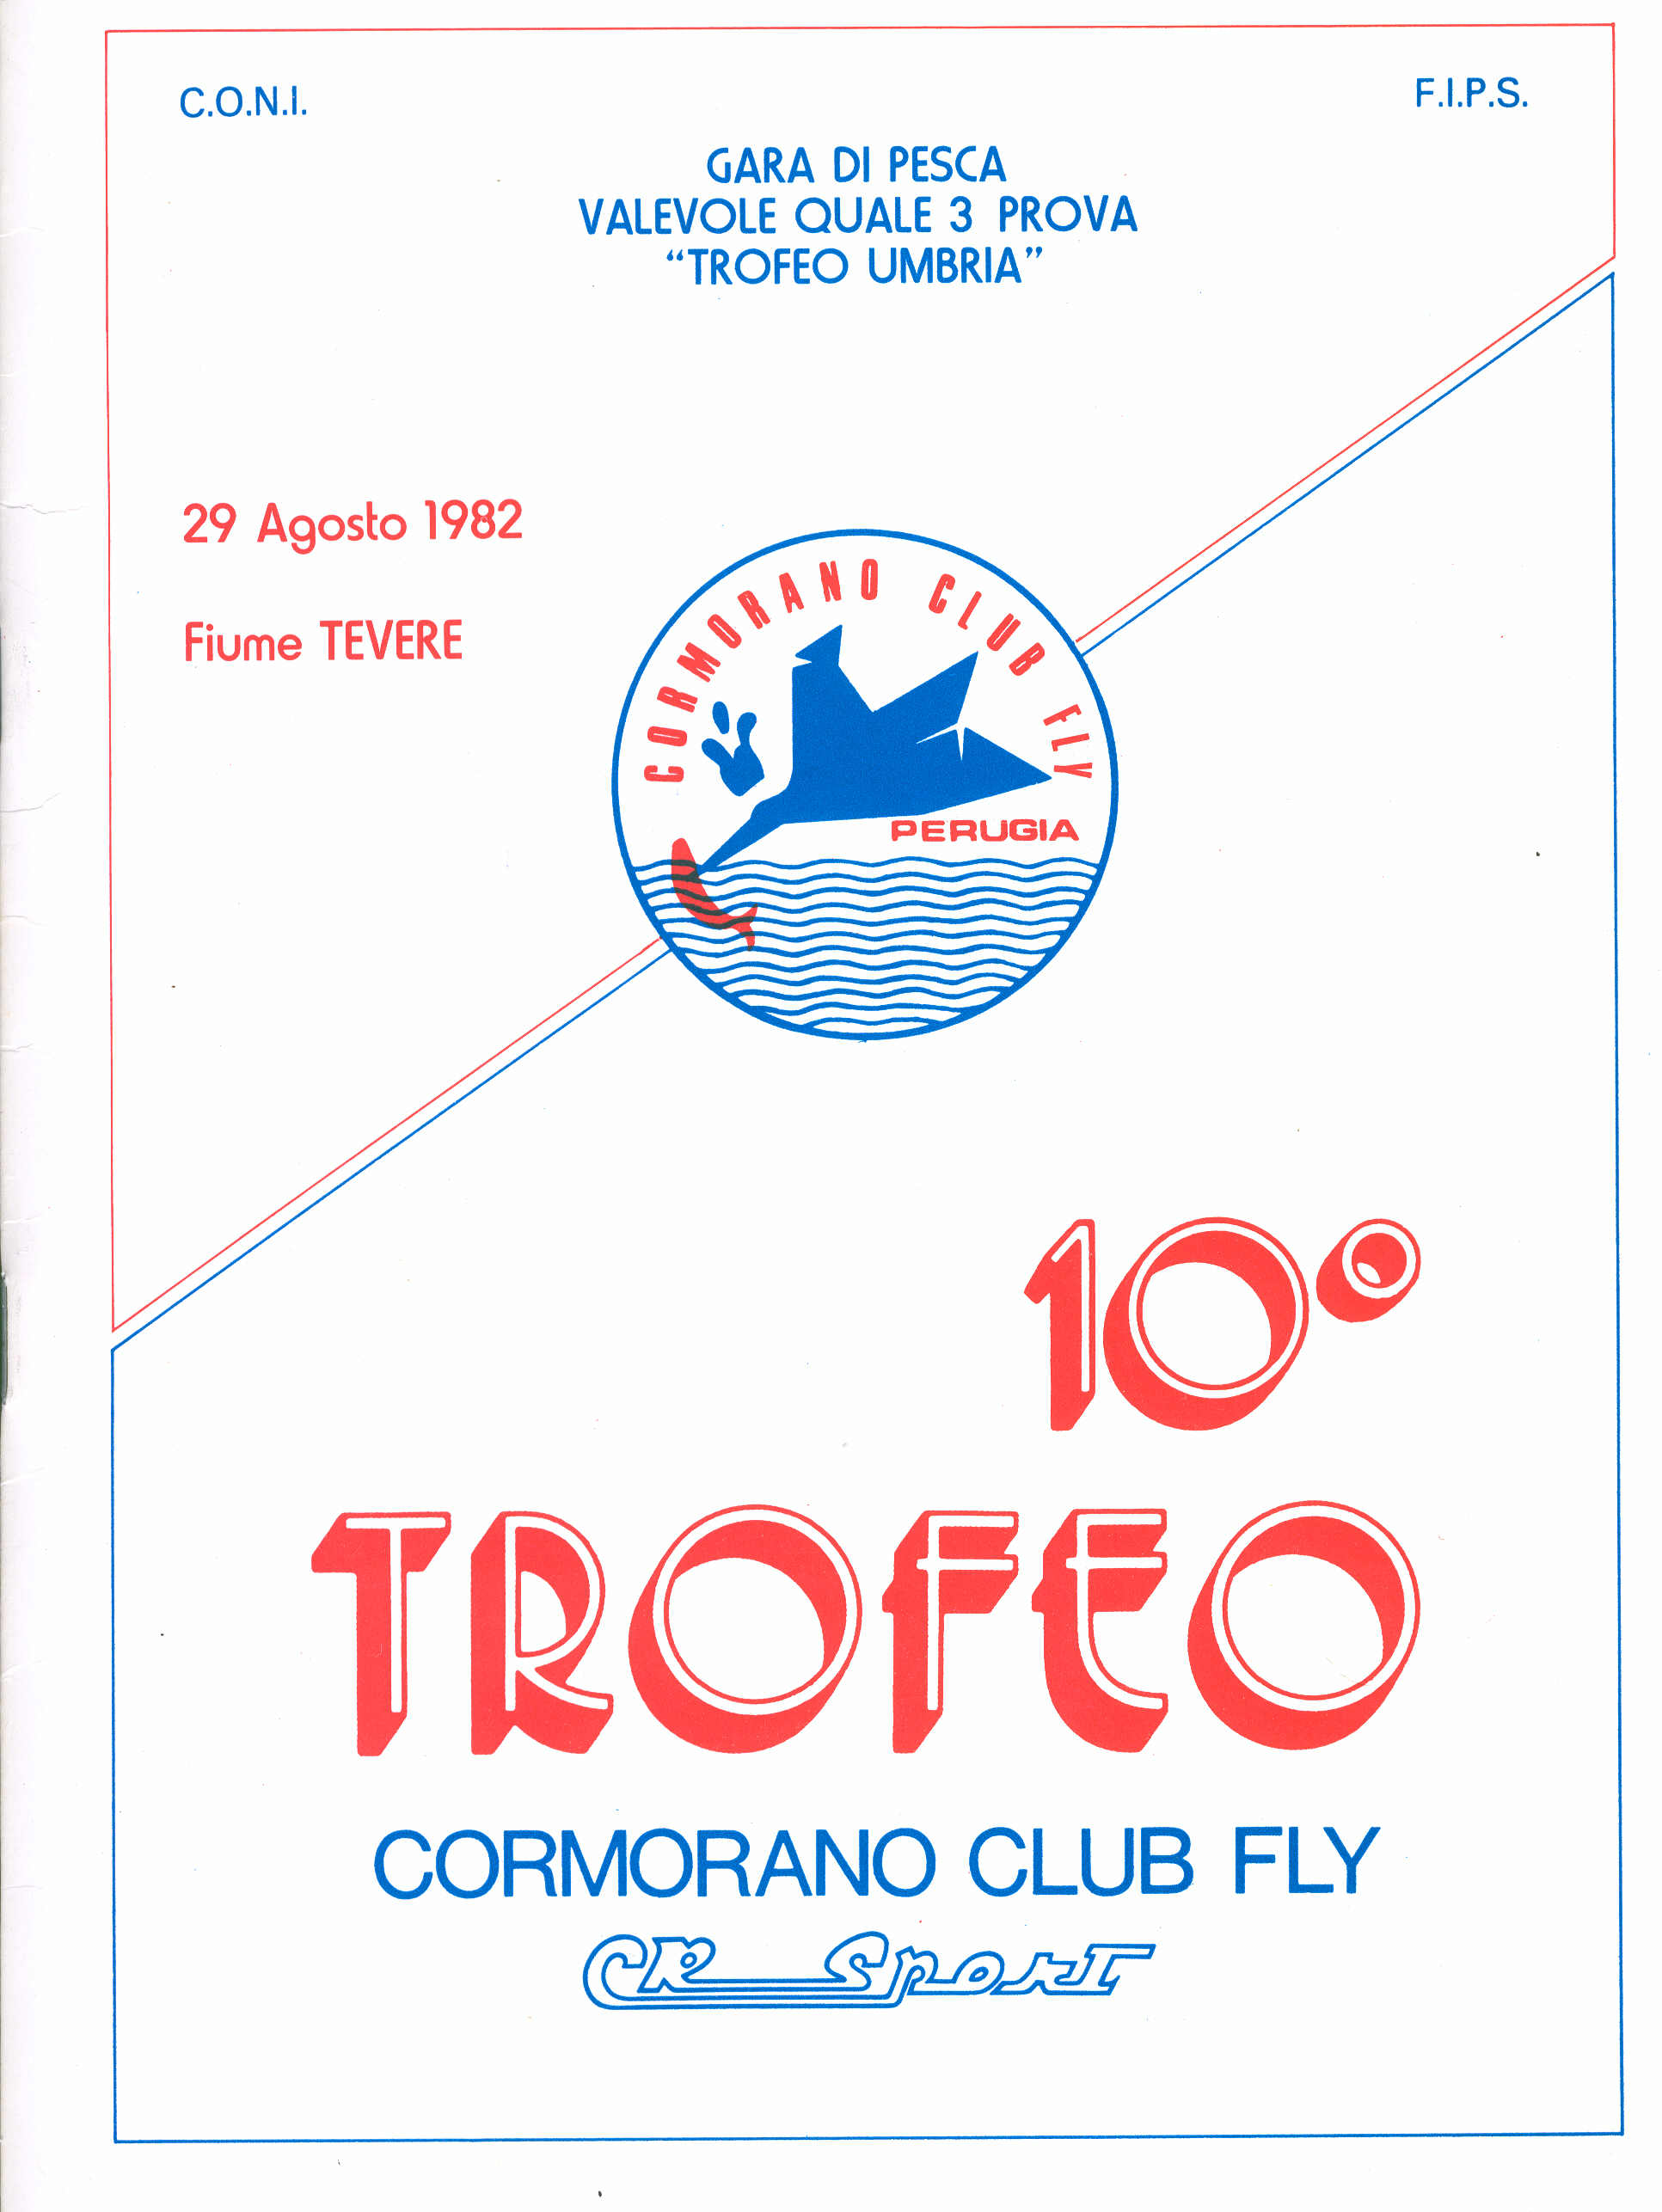 C.O.N.I.
F.I.P.S.
GARA DI PESCA
VALEVOLE QUALE 3 PROVA
“TROFEO UMBRIA”
29 Agosto 1982
Fiume TEVERE
CORMORANO CLUB FLY
PERUGIA
10°
TROFEO
CORMORANO CLUB FLY
CR Sport